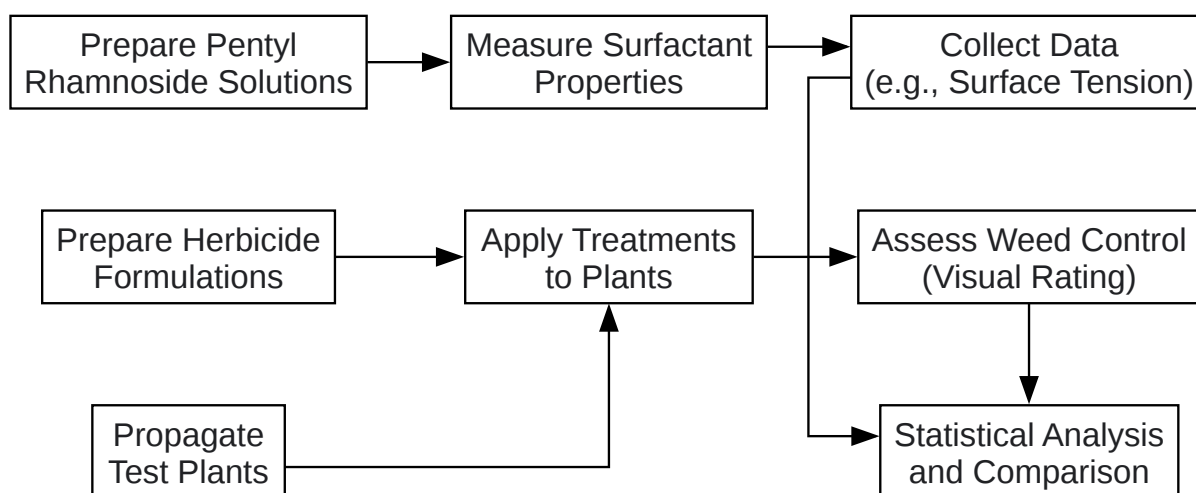 Prepare Pentyl
Rhamnoside Solutions
Measure Surfactant
Properties
Collect Data
(e.g., Surface Tension)
Prepare Herbicide
Formulations
Apply Treatments
to Plants
Assess Weed Control
(Visual Rating)
Propagate
Test Plants
Statistical Analysis
and Comparison